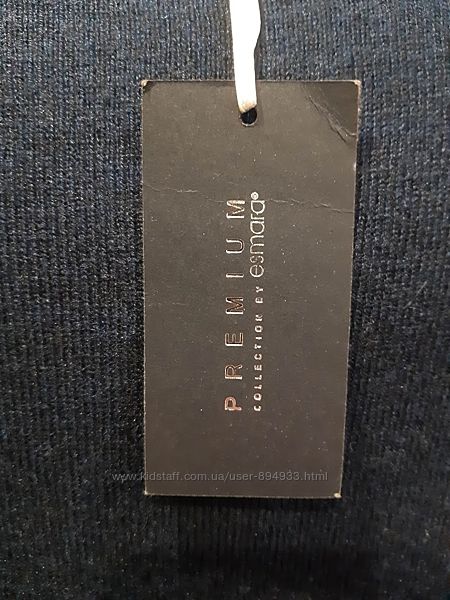 PREMIUM
COLLECTION BY esmara®
www.kidstaff.com.ua/user-894933.html